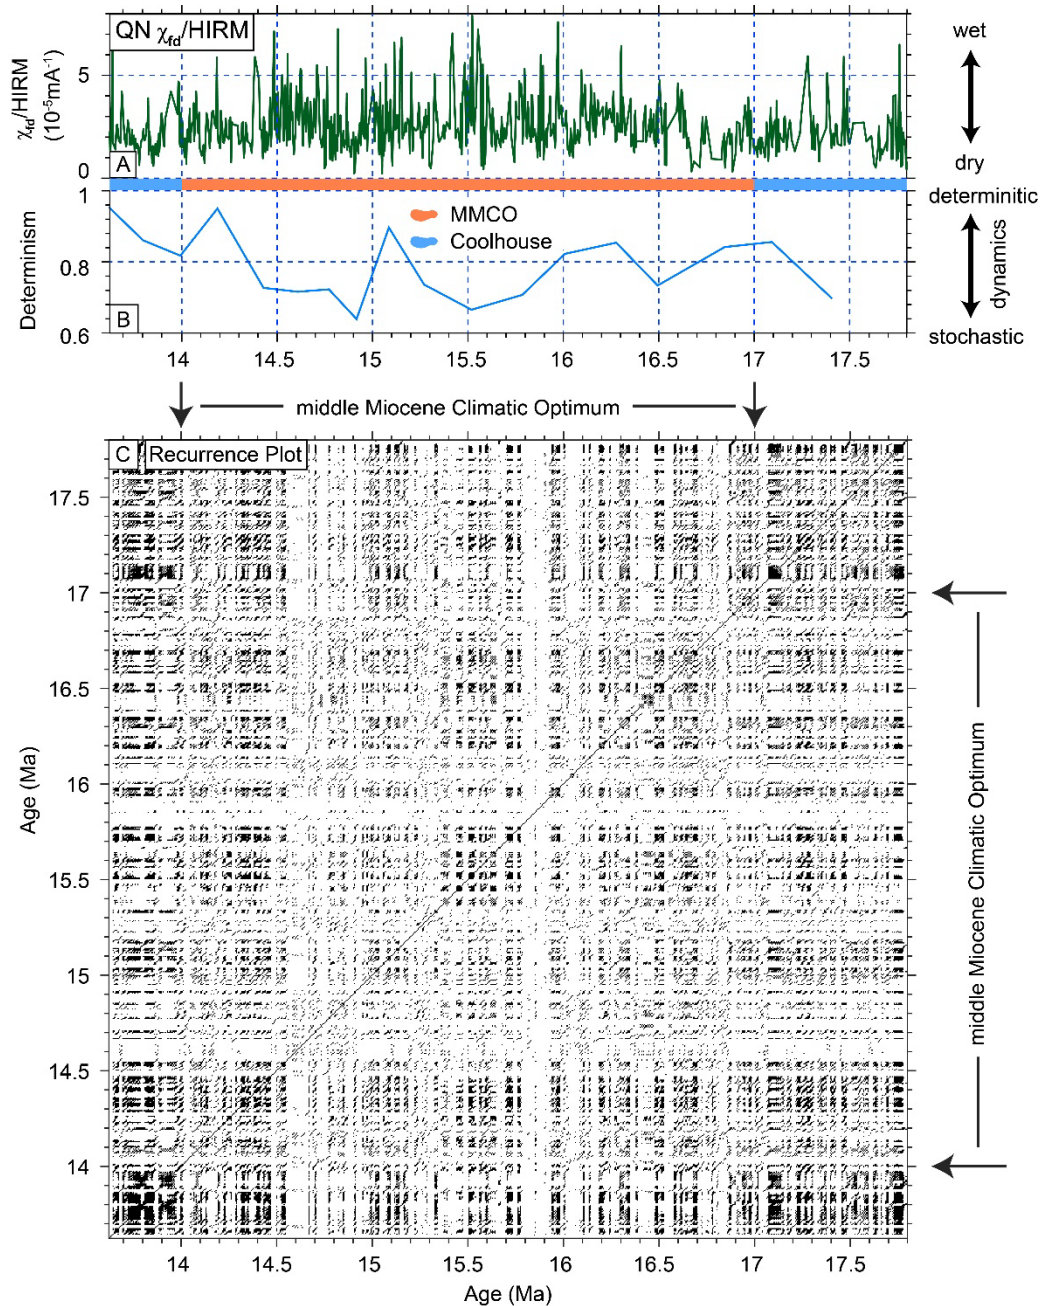 QN χfd/HIRM
χfd/HIRM
(10-5mA-1)
5
0
A
wet
dry
determinitic
dynamics
stochastic
1
0.8
0.6
Determinism
MMCO
Coolhouse
B
14 14.5 15 15.5 16 16.5 17 17.5
middle Miocene Climatic Optimum
C Recurrence Plot
17.5
17
16.5
16
15.5
15
14.5
14
Age (Ma)
middle Miocene Climatic Optimum
14 14.5 15 15.5 16 16.5 17 17.5
Age (Ma)